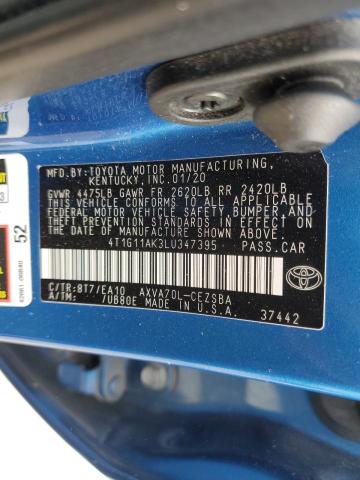 MFD. BY:TOYOTA MOTOR MANUFACTURING,
KENTUCKY, INC. 01/20
GVWR 4475LB GAWR FR 2620LB RR 2420LB
THIS VEHICLE CONFORMS TO ALL APPLICABLE
FEDERAL MOTOR VEHICLE SAFETY, BUMPER, AND
THEFT PREVENTION STANDARDS IN EFFECT ON
THE DATE OF MANUFACTURE SHOWN ABOVE.
4T1G11AK3LU347395 PASS.CAR
C/TR: 8T7/EA10 AXVA70L-CEZSBA
A/TM: /UB80E MADE IN U.S.A.
37442
TOYOTA
52